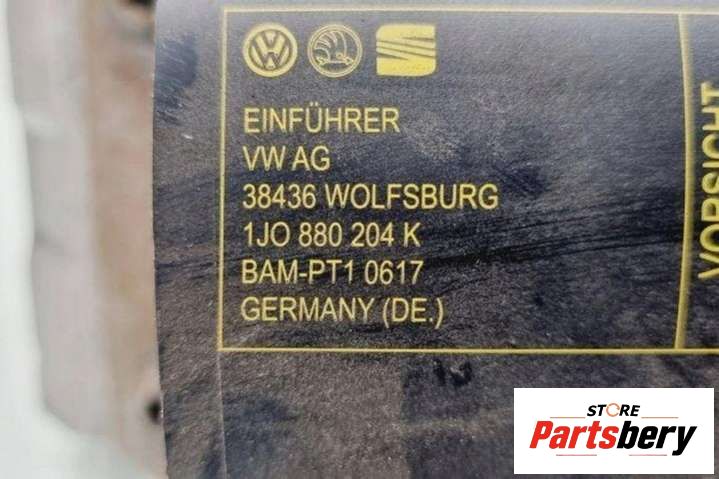 EINFÜHRER
VW AG
38436 WOLFSBURG
1JO 880 204 K
BAM-PT1 0617
GERMANY (DE.)
VORSICHT
STORE
Partsbery